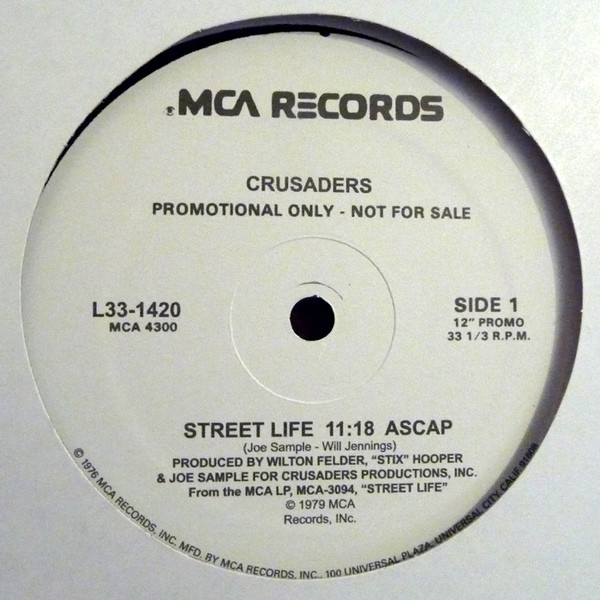 MCA RECORDS
CRUSADERS
PROMOTIONAL ONLY - NOT FOR SALE
L33-1420
MCA 4300
SIDE 1
12" PROMO
33 1/3 R.P.M.
STREET LIFE 11:18 ASCAP
(Joe Sample - Will Jennings)
PRODUCED BY WILTON FELDER, "STIX" HOOPER
& JOE SAMPLE FOR CRUSADERS PRODUCTIONS, INC.
From the MCA LP, MCA-3094, "STREET LIFE"
© 1979 MCA
Records, INc.
© 1976 MCA RECORDS, INC. MFD. BY MCA RECORDS, INC., 100 UNIVERSAL PLAZA, UNIVERSAL CITY, CALIF. 91608